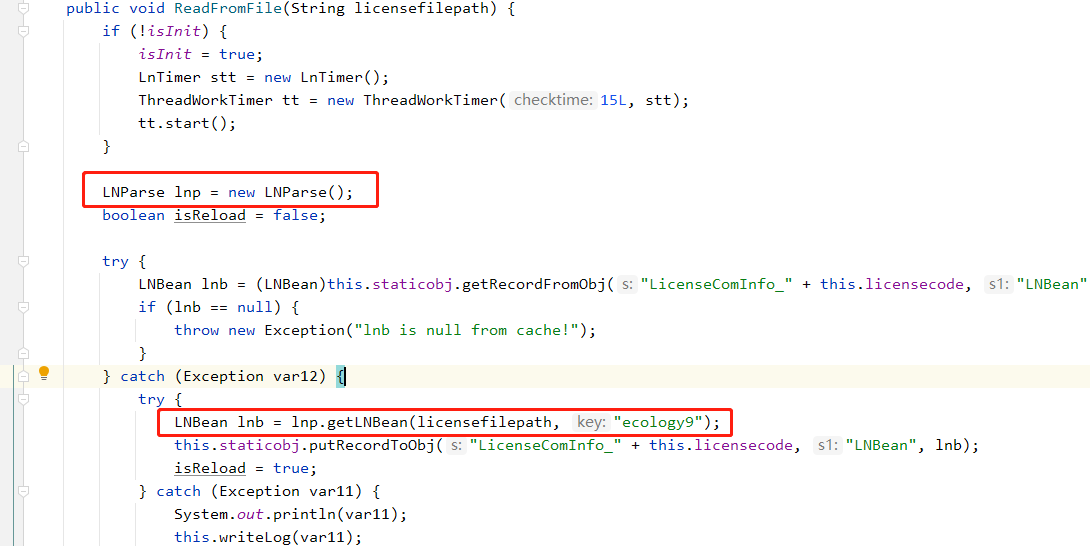 public void ReadFromFile(String licensefilepath) {
if (!isInit) {
isInit = true;
LnTimer stt = new LnTimer();
ThreadWorkTimer tt = new ThreadWorkTimer( checktime: 15L, stt);
tt.start();
}
LNParse lnp = new LNParse();
boolean isReload = false;
try {
LNBean lnb = (LNBean)this.staticobj.getRecordFromObj( s: "LicenseComInfo_" + this.licensecode, s1: "LNBean"
if (lnb == null) {
throw new Exception("lnb is null from cache!");
}
} catch (Exception var12) {
try {
LNBean lnb = lnp.getLNBean(licensefilepath, key: "ecology9");
this.staticobj.putRecordToObj( s: "LicenseComInfo_" + this.licensecode, s1: "LNBean", lnb);
isReload = true;
} catch (Exception var11) {
System.out.println(var11);
this.writeLog(var11);